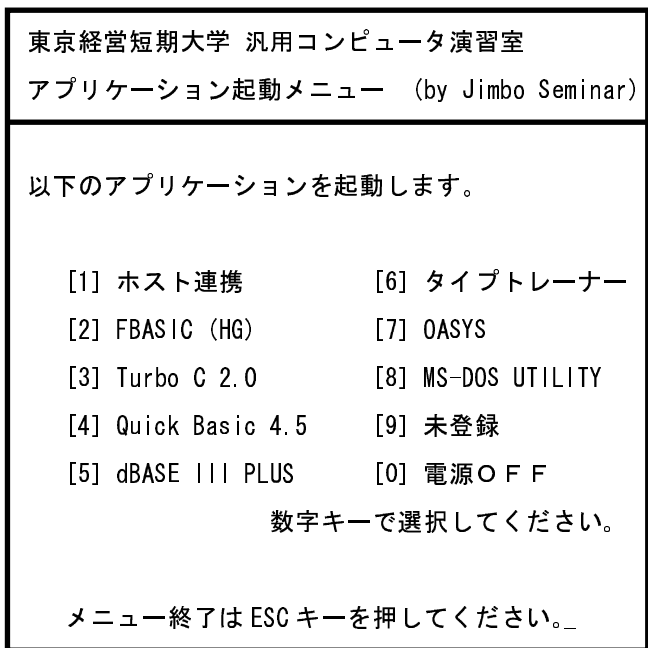 東京経営短期大学 汎用コンピュータ演習室
アプリケーション起動メニュー (by Jimbo Seminar)
以下のアプリケーションを起動します。
[1] ホスト連携 [6] タイプトレーナー
[2] FBASIC (HG) [7] OASYS
[3] Turbo C 2.0 [8] MS-DOS UTILITY
[4] Quick Basic 4.5 [9] 未登録
[5] dBASE III PLUS [0] 電源OFF
数字キーで選択してください。
メニュー終了はESCキーを押してください。_